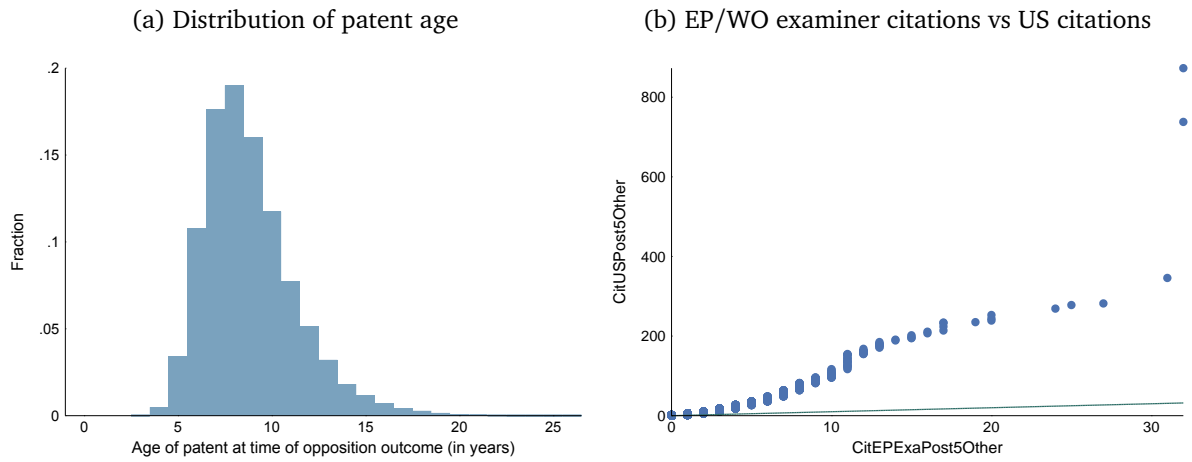 (a) Distribution of patent age
.2
.15
.1
.05
0
Fraction
0 5 10 15 20 25
Age of patent at time of opposition outcome (in years)
(b) EP/WO examiner citations vs US citations
800
600
400
200
0
CitUSPost5Other
0 10 20 30
CitEPExaPost5Other